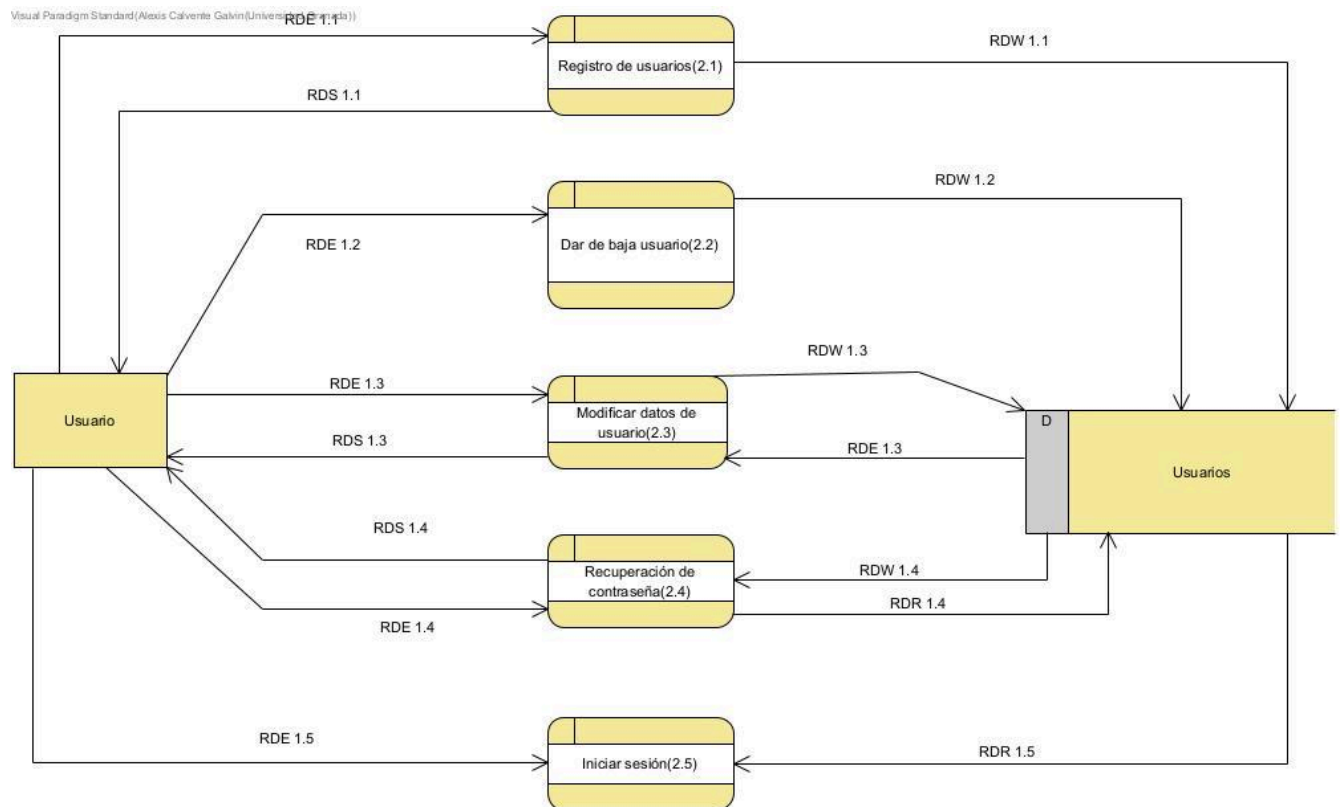 Visual Paradigm Standard(Alexis Calvente Galvin(Universidad Granada))
RDE 1.1
RDW 1.1
Registro de usuarios(2.1)
RDS 1.1
RDW 1.2
RDE 1.2
Dar de baja usuario(2.2)
RDW 1.3
RDE 1.3
Modificar datos de
usuario(2.3)
Usuario
D
RDS 1.3
RDE 1.3
Usuarios
RDS 1.4
RDW 1.4
Recuperación de
contraseña(2.4)
RDR 1.4
RDE 1.4
RDE 1.5
RDR 1.5
Iniciar sesión(2.5)